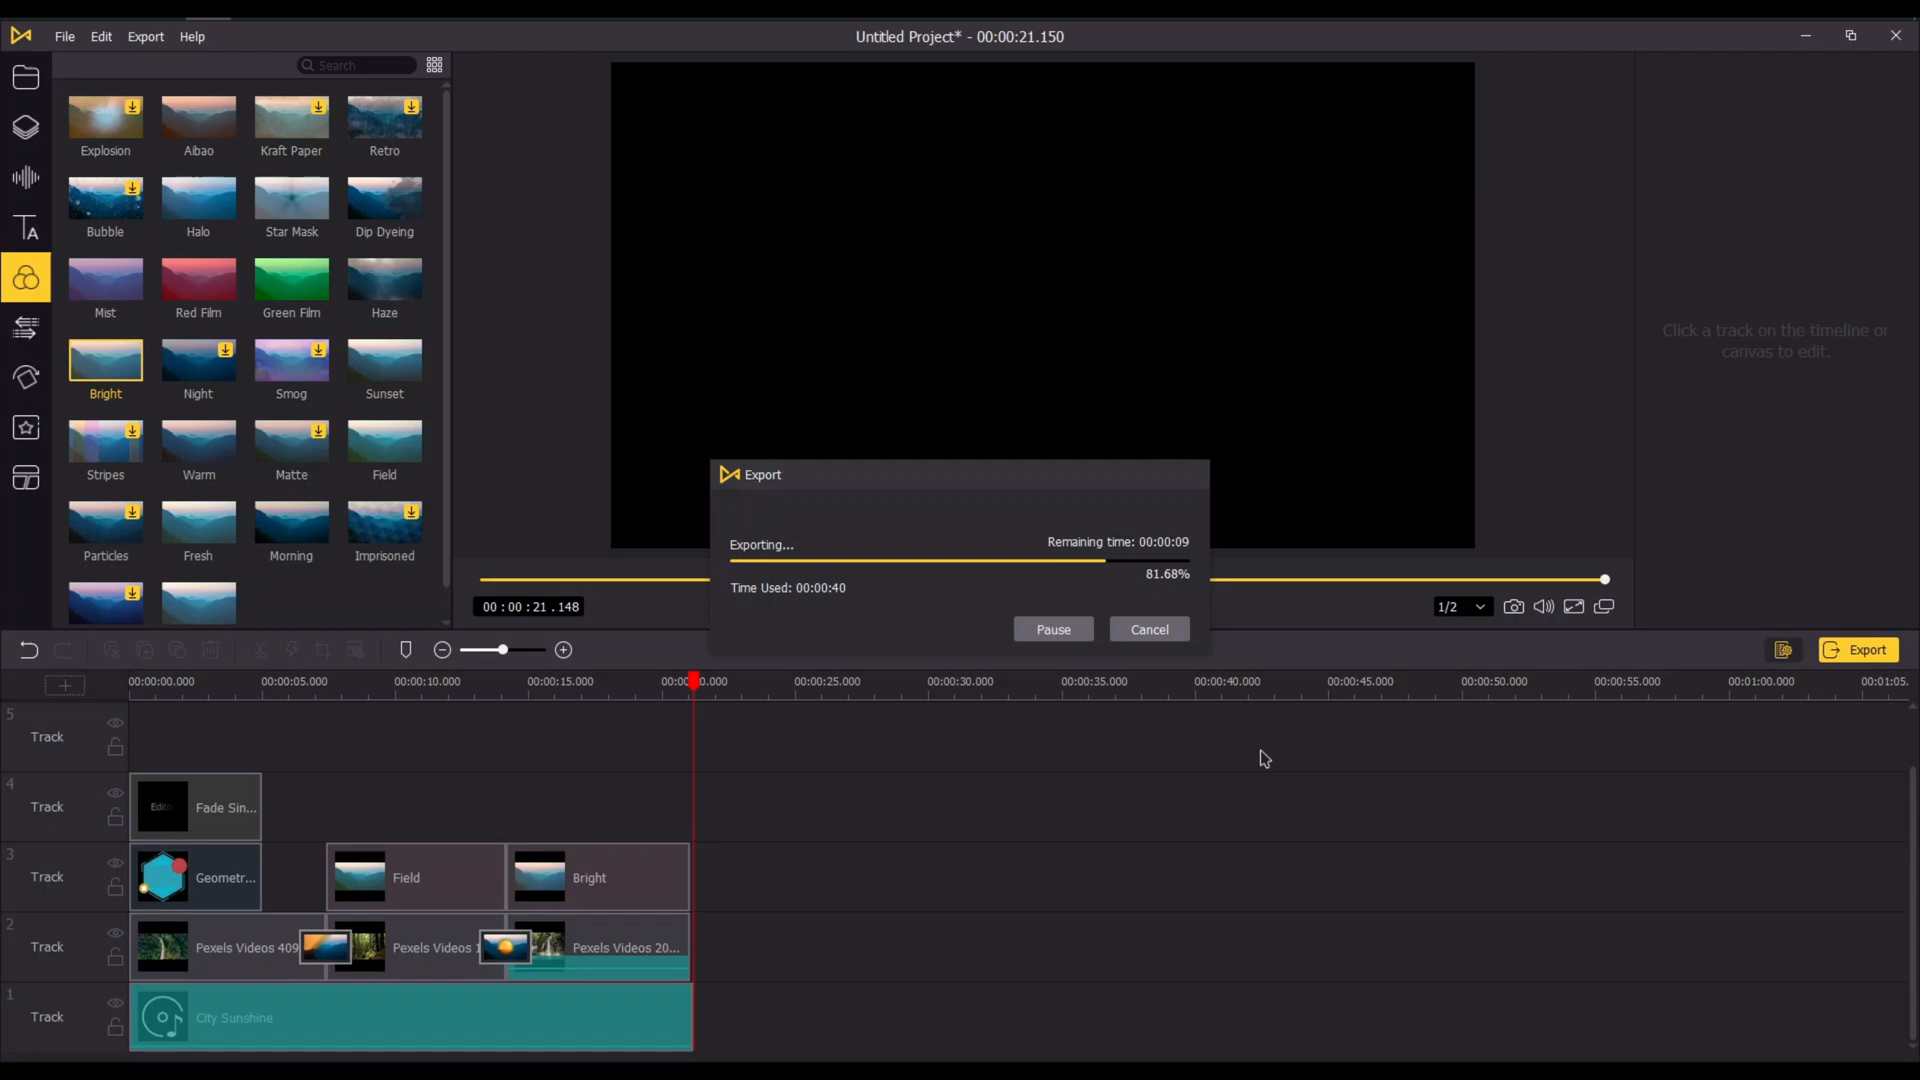 File Edit Export Help
Untitled Project* - 00:00:21.150
Search
Explosion Aibao Kraft Paper Retro
Bubble Halo Star Mask Dip Dyeing
Mist Red Film Green Film Haze
Bright Night Smog Sunset
Stripes Warm Matte Field
Particles Fresh Morning Imprisoned
Click a track on the timeline or
canvas to edit.
Export
Exporting... Remaining time: 00:00:09
81.68%
Time Used: 00:00:40
Pause Cancel
00 : 00 : 21 . 148
1/2
Export
00:00:00.000 00:00:05.000 00:00:10.000 00:00:15.000 00:00:25.000 00:00:30.000 00:00:35.000 00:00:40.000 00:00:45.000 00:00:50.000 00:00:55.000 00:01:00.000 00:01:05.
5
Track
4
Track Fade Sin...
3
Track Geometr... Field Bright
2
Track Pexels Videos 409 Pexels Videos Pexels Videos 20...
1
Track City Sunshine